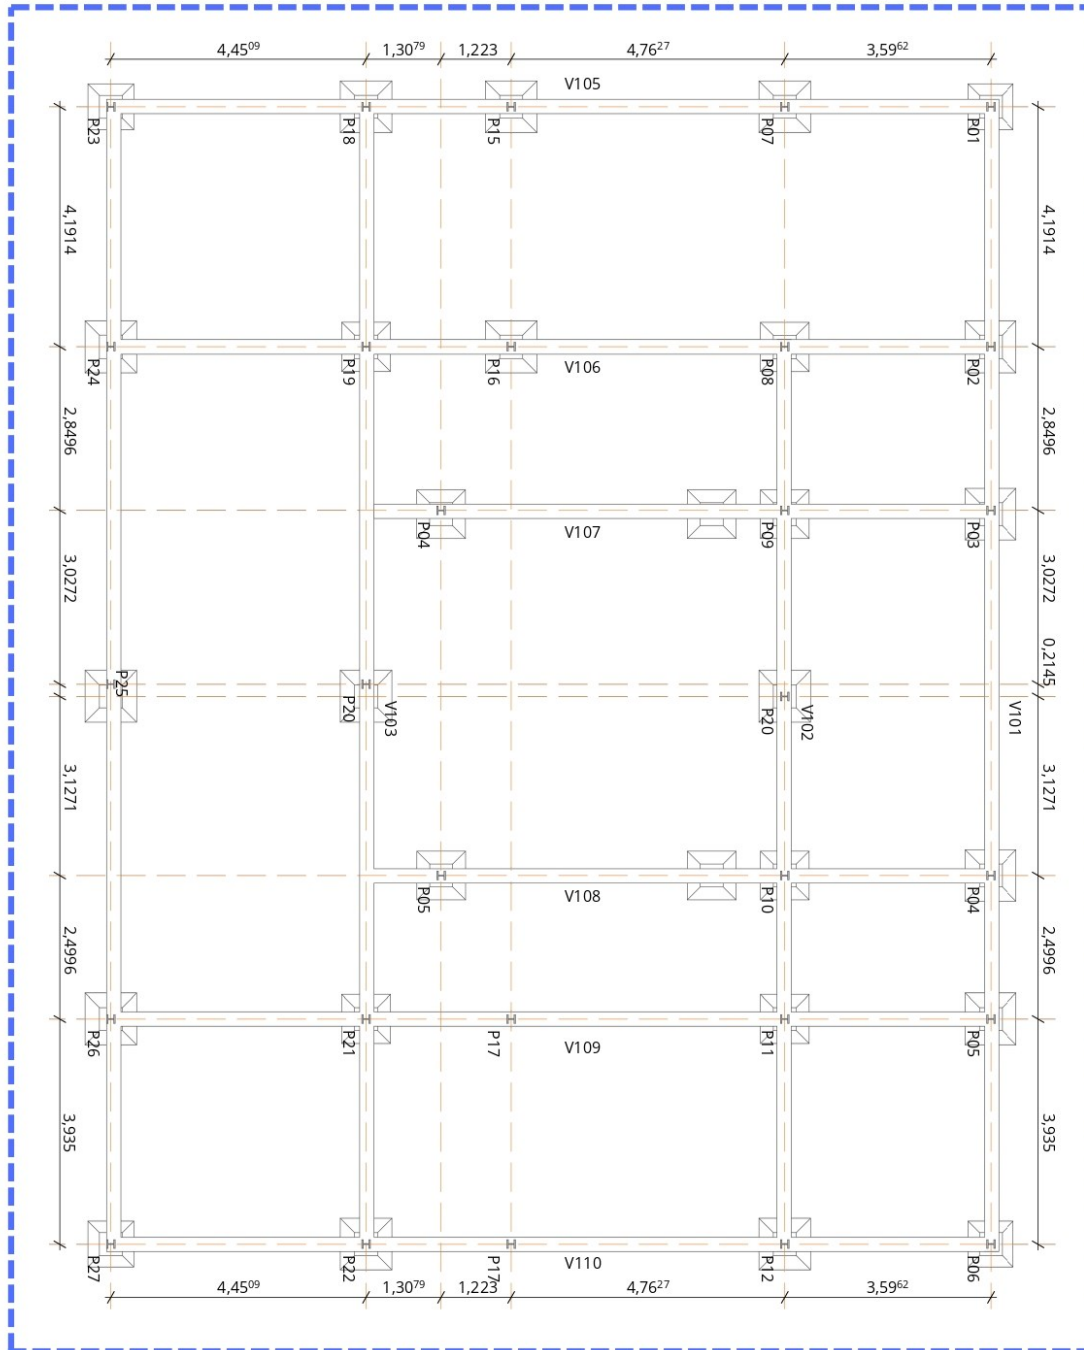 4,45⁰⁹ 1,30⁷⁹ 1,223 4,76²⁷ 3,59⁶²
V105
P23 P18 P15 P07 P01
4,1914 4,1914
P24 P19 P16 V106 P08 P02
2,8496 2,8496
P04 V107 P09 P03
3,0272 3,0272
0,2145
P25 P20 V103 P20 V102 V101
3,1271 3,1271
P05 V108 P10 P04
2,4996 2,4996
P26 P21 P17 V109 P11 P05
3,935 3,935
P27 P22 P17 V110 P12 P06
4,45⁰⁹ 1,30⁷⁹ 1,223 4,76²⁷ 3,59⁶²